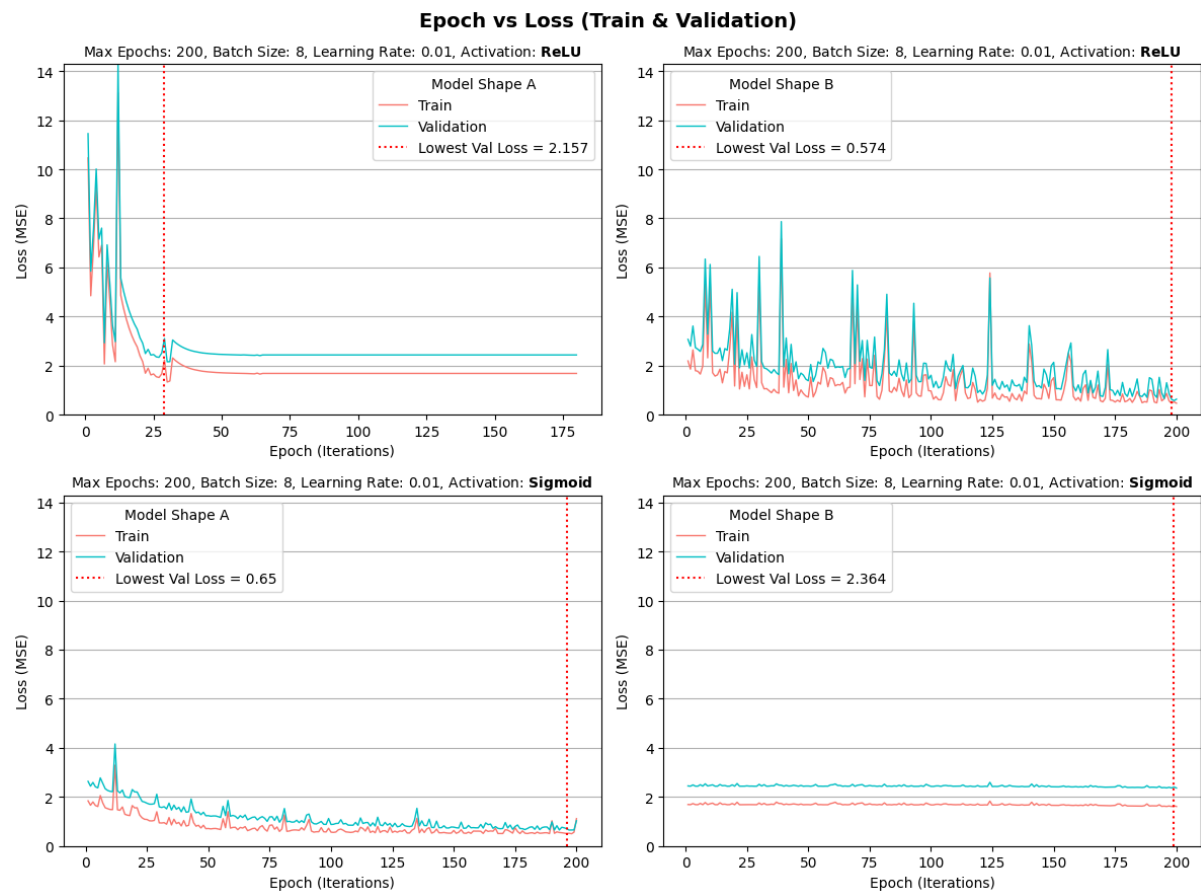 Epoch vs Loss (Train & Validation)
Max Epochs: 200, Batch Size: 8, Learning Rate: 0.01, Activation: ReLU
14
12
10
8
6
4
2
0
Loss (MSE)
Model Shape A
Train
Validation
Lowest Val Loss = 2.157
0 25 50 75 100 125 150 175
Epoch (Iterations)
Max Epochs: 200, Batch Size: 8, Learning Rate: 0.01, Activation: ReLU
14
12
10
8
6
4
2
0
Loss (MSE)
Model Shape B
Train
Validation
Lowest Val Loss = 0.574
0 25 50 75 100 125 150 175 200
Epoch (Iterations)
Max Epochs: 200, Batch Size: 8, Learning Rate: 0.01, Activation: Sigmoid
14
12
10
8
6
4
2
0
Loss (MSE)
Model Shape A
Train
Validation
Lowest Val Loss = 0.65
0 25 50 75 100 125 150 175 200
Epoch (Iterations)
Max Epochs: 200, Batch Size: 8, Learning Rate: 0.01, Activation: Sigmoid
14
12
10
8
6
4
2
0
Loss (MSE)
Model Shape B
Train
Validation
Lowest Val Loss = 2.364
0 25 50 75 100 125 150 175 200
Epoch (Iterations)